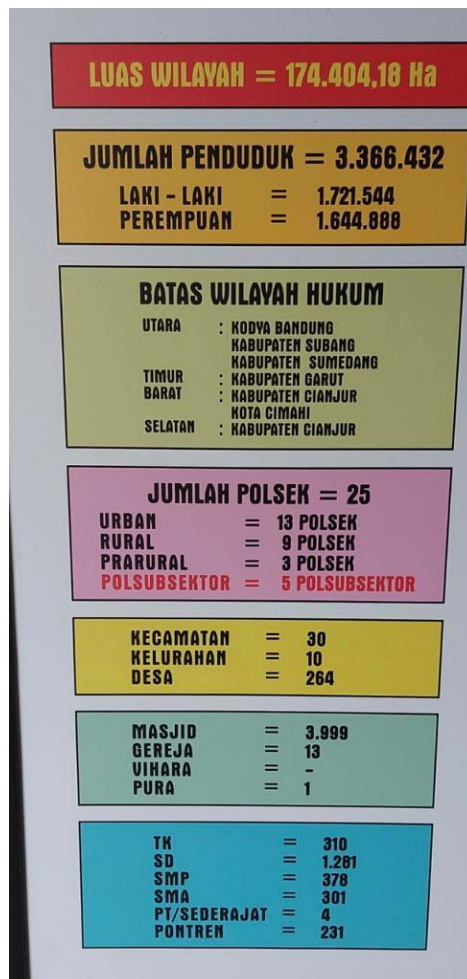 LUAS WILAYAH = 174.404,18 Ha
JUMLAH PENDUDUK = 3.366.432
LAKI - LAKI = 1.721.544
PEREMPUAN = 1.644.888
BATAS WILAYAH HUKUM
UTARA : KODYA BANDUNG
KABUPATEN SUBANG
KABUPATEN SUMEDANG
TIMUR : KABUPATEN GARUT
BARAT : KABUPATEN CIANJUR
KOTA CIMAHI
SELATAN : KABUPATEN CIANJUR
JUMLAH POLSEK = 25
URBAN = 13 POLSEK
RURAL = 9 POLSEK
PRARURAL = 3 POLSEK
POLSUBSEKTOR = 5 POLSUBSEKTOR
KECAMATAN = 30
KELURAHAN = 10
DESA = 264
MASJID = 3.999
GEREJA = 13
VIHARA = -
PURA = 1
TK = 310
SD = 1.281
SMP = 378
SMA = 301
PT/SEDERAJAT = 4
PONTREN = 231